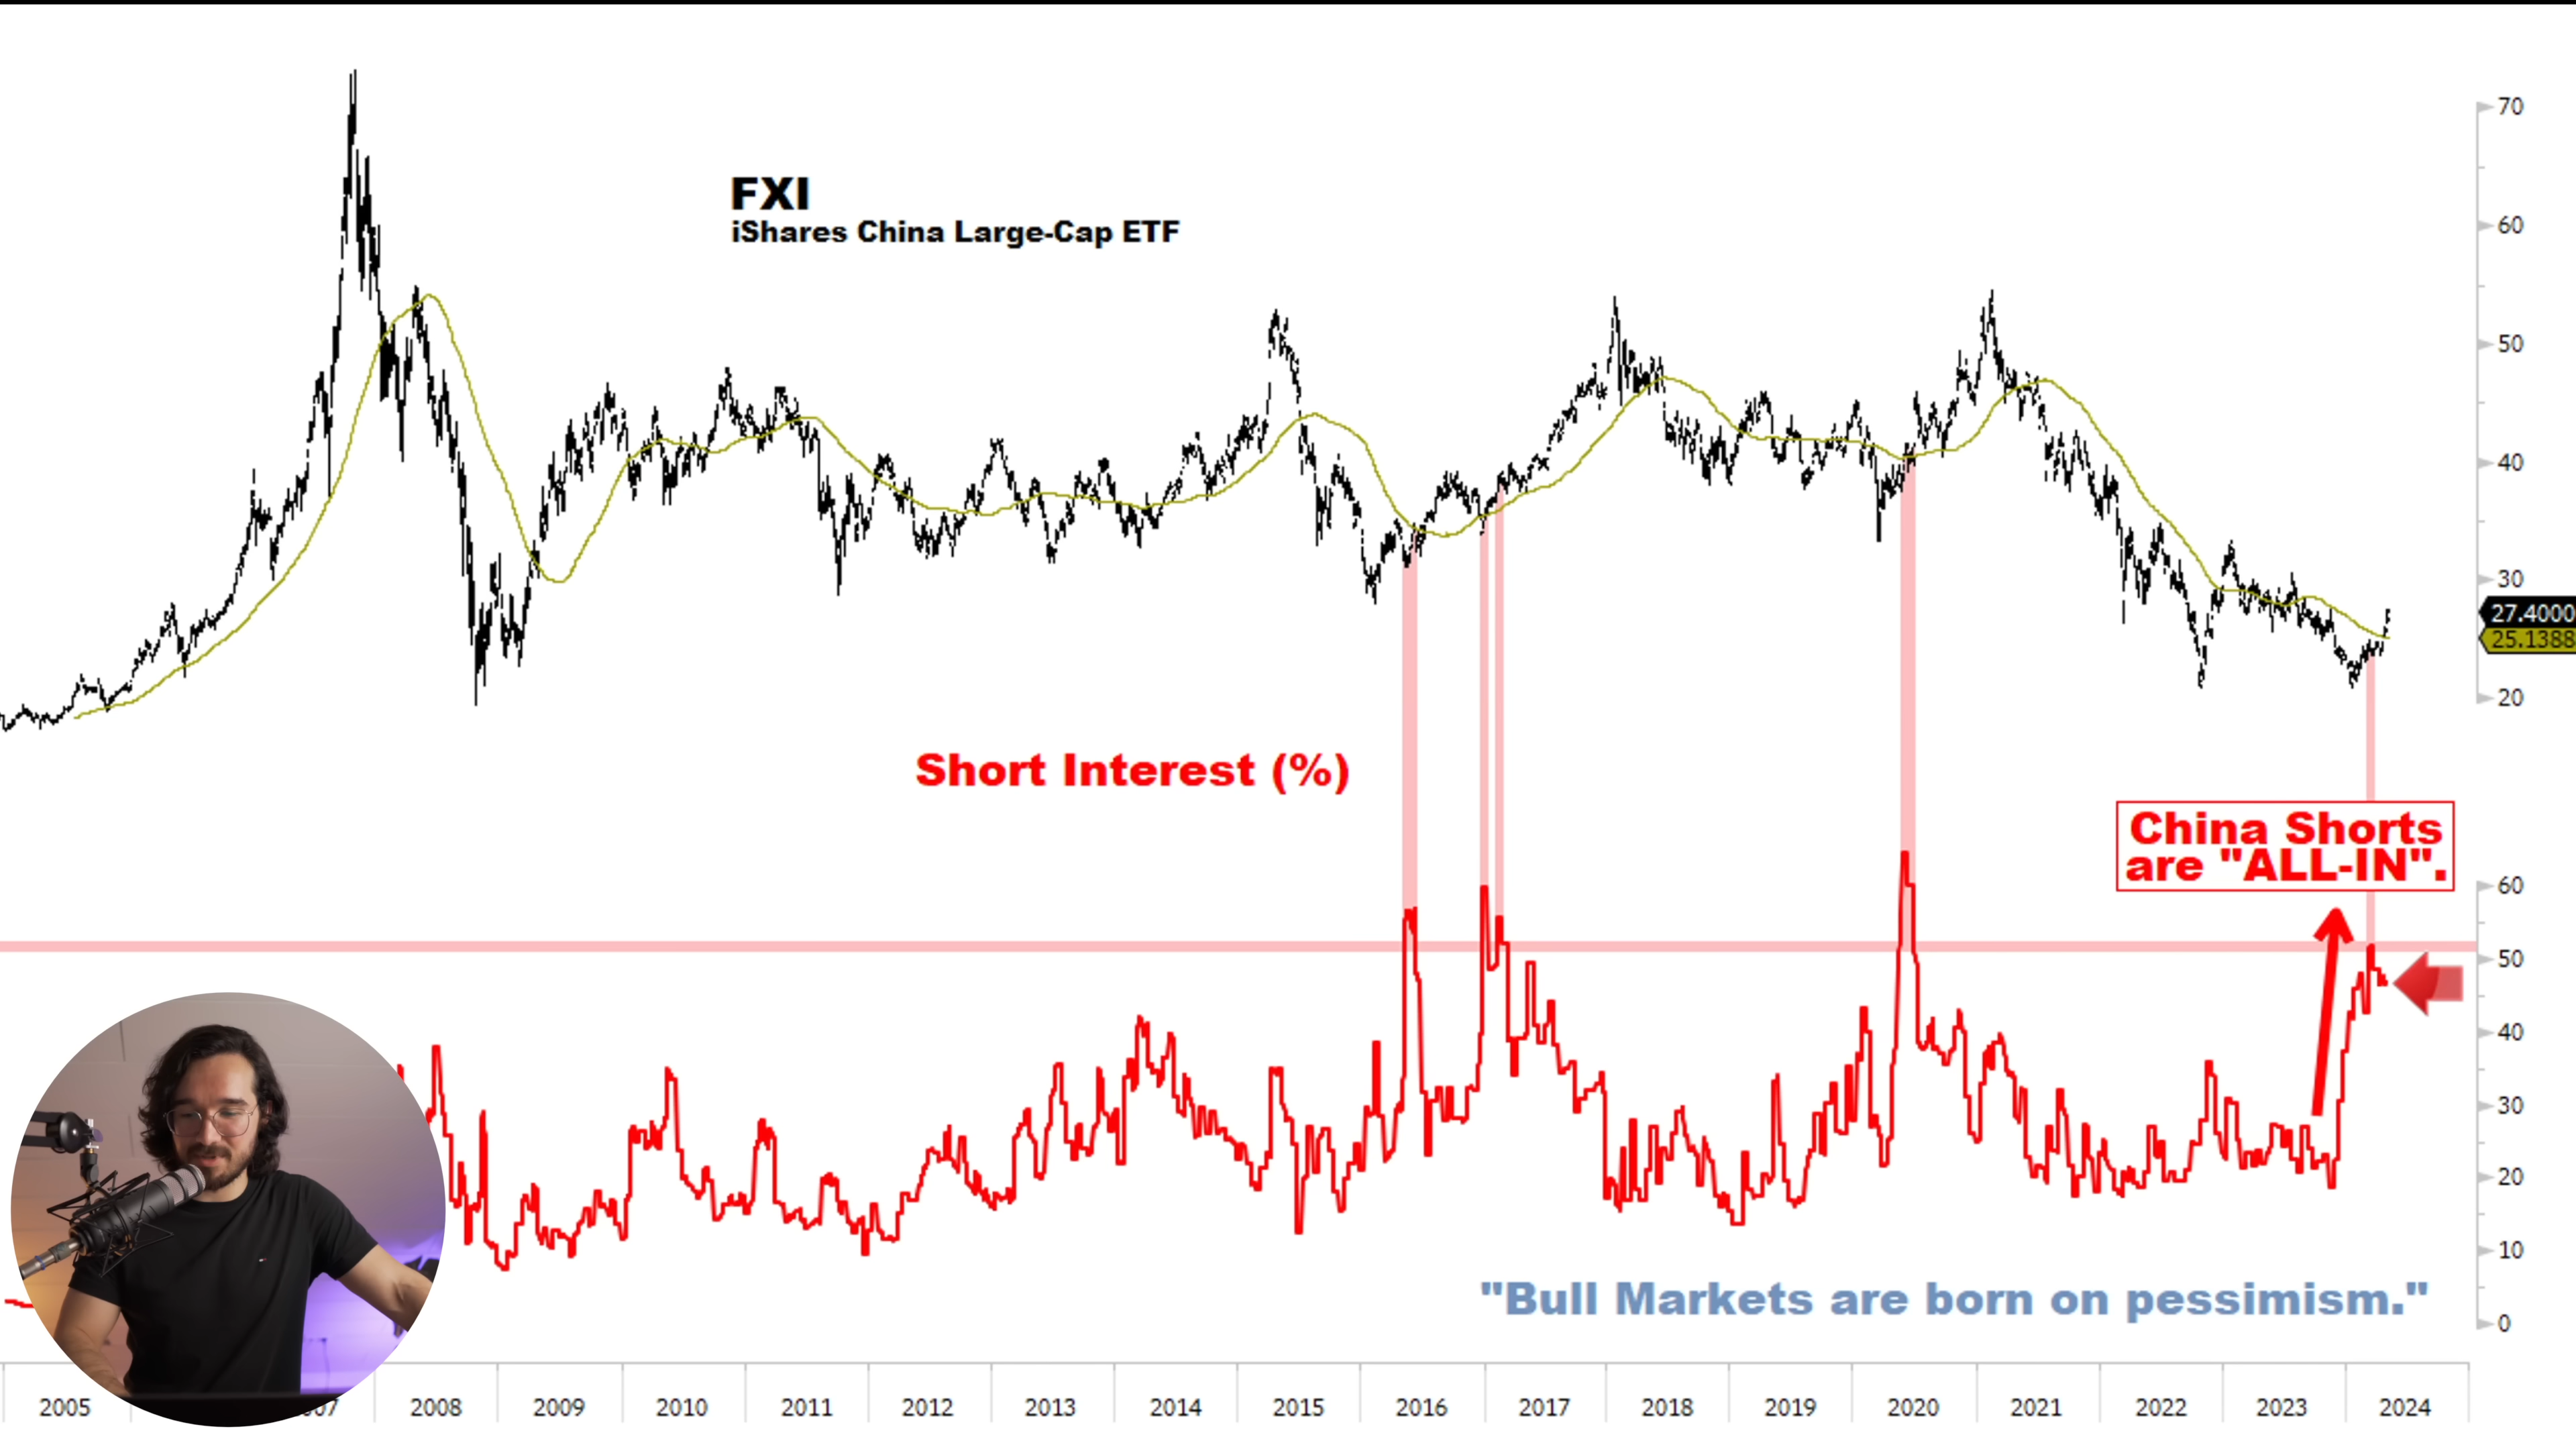 70
FXI
iShares China Large-Cap ETF
60
50
40
30
27.4000
25.1388
20
Short Interest (%)
China Shorts
are "ALL-IN".
60
50
40
30
20
10
"Bull Markets are born on pessimism."
0
2005 07 2008 2009 2010 2011 2012 2013 2014 2015 2016 2017 2018 2019 2020 2021 2022 2023 2024